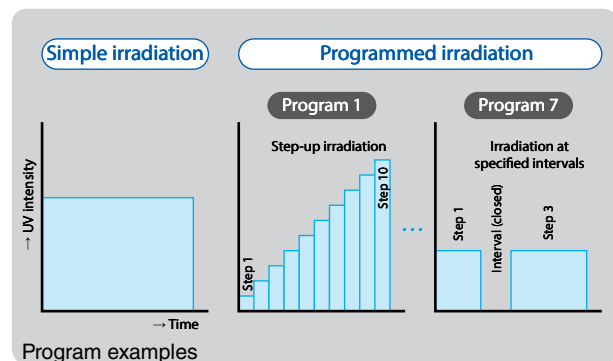 Simple irradiation
Programmed irradiation
Program 1
Program 7
Step-up irradiation
Irradiation at
specified intervals
→ UV intensity
Step 1
Step 10
...
Step 1
Interval (closed)
Step 3
→ Time
Program examples